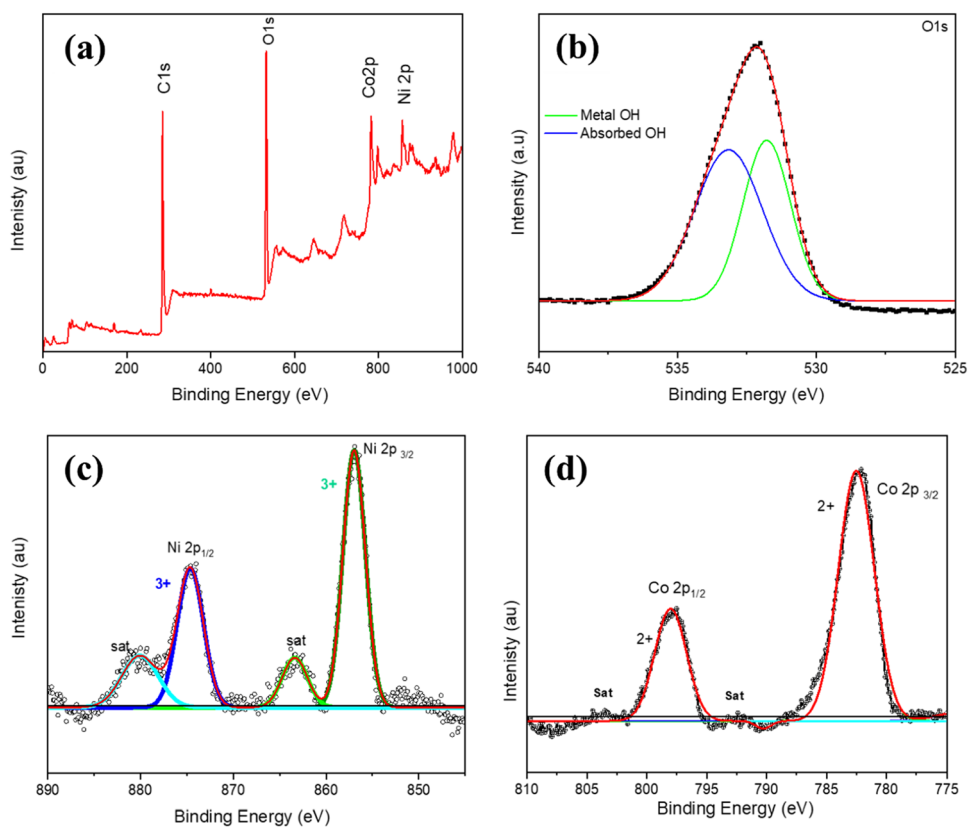 (a)
C1s
O1s
Co2p
Ni 2p
Intenisty (au)
0
200
400
600
800
1000
Binding Energy (eV)
(b)
O1s
Metal OH
Absorbed OH
Intensity (a.u)
540
535
530
525
Binding Energy (eV)
(c)
Ni 2p 3/2
3+
Ni 2p1/2
3+
sat
sat
Intenisty (au)
890
880
870
860
850
Binding Energy (eV)
(d)
Co 2p 3/2
2+
Co 2p1/2
2+
Sat
Sat
Intenisty (au)
810
805
800
795
790
785
780
775
Binding Energy (eV)